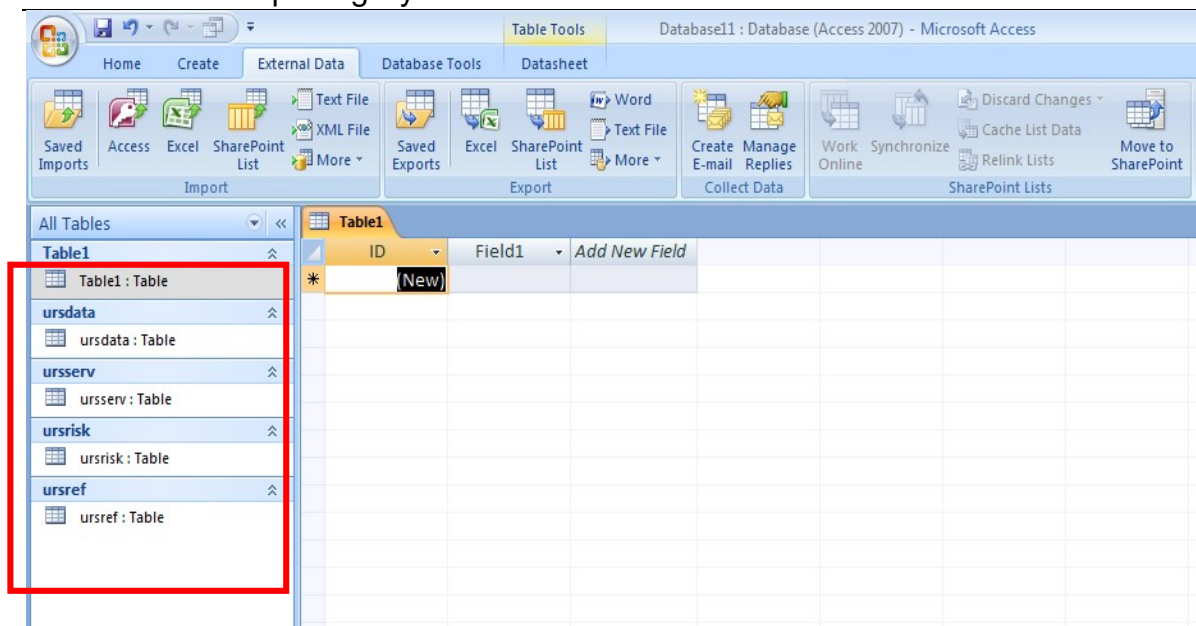 Table Tools Database11 : Database (Access 2007) - Microsoft Access
Home Create External Data Database Tools Datasheet
Saved Imports
Access
Excel
SharePoint List
Text File
XML File
More
Import
Saved Exports
Excel
SharePoint List
Word
Text File
More
Export
Create E-mail
Manage Replies
Collect Data
Work Online
Synchronize
Discard Changes
Cache List Data
Relink Lists
Move to SharePoint
SharePoint Lists
All Tables
Table1
Table1 : Table
ursdata
ursdata : Table
ursserv
ursserv : Table
ursrisk
ursrisk : Table
ursref
ursref : Table
Table1
ID Field1 Add New Field
* (New)